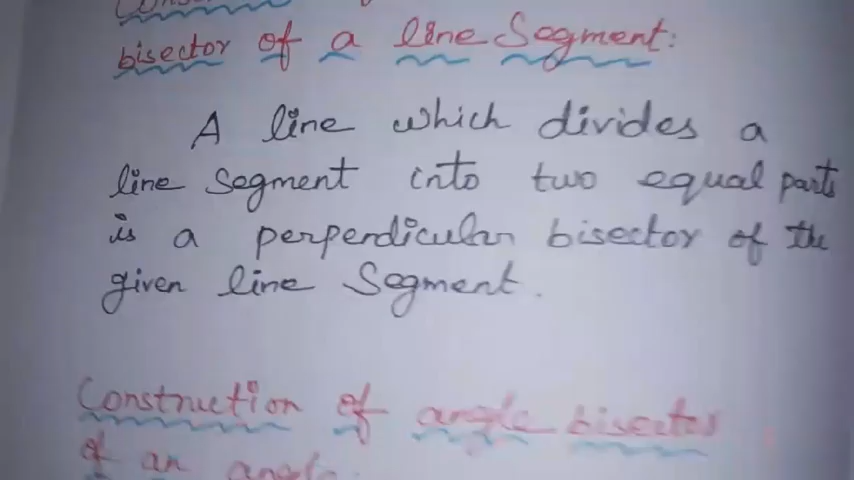 bisector of a line Segment:
A line which divides a
line Segment into two equal parts
is a perpendicular bisector of the
given line Segment.
Construction of angle bisector
of an angle.